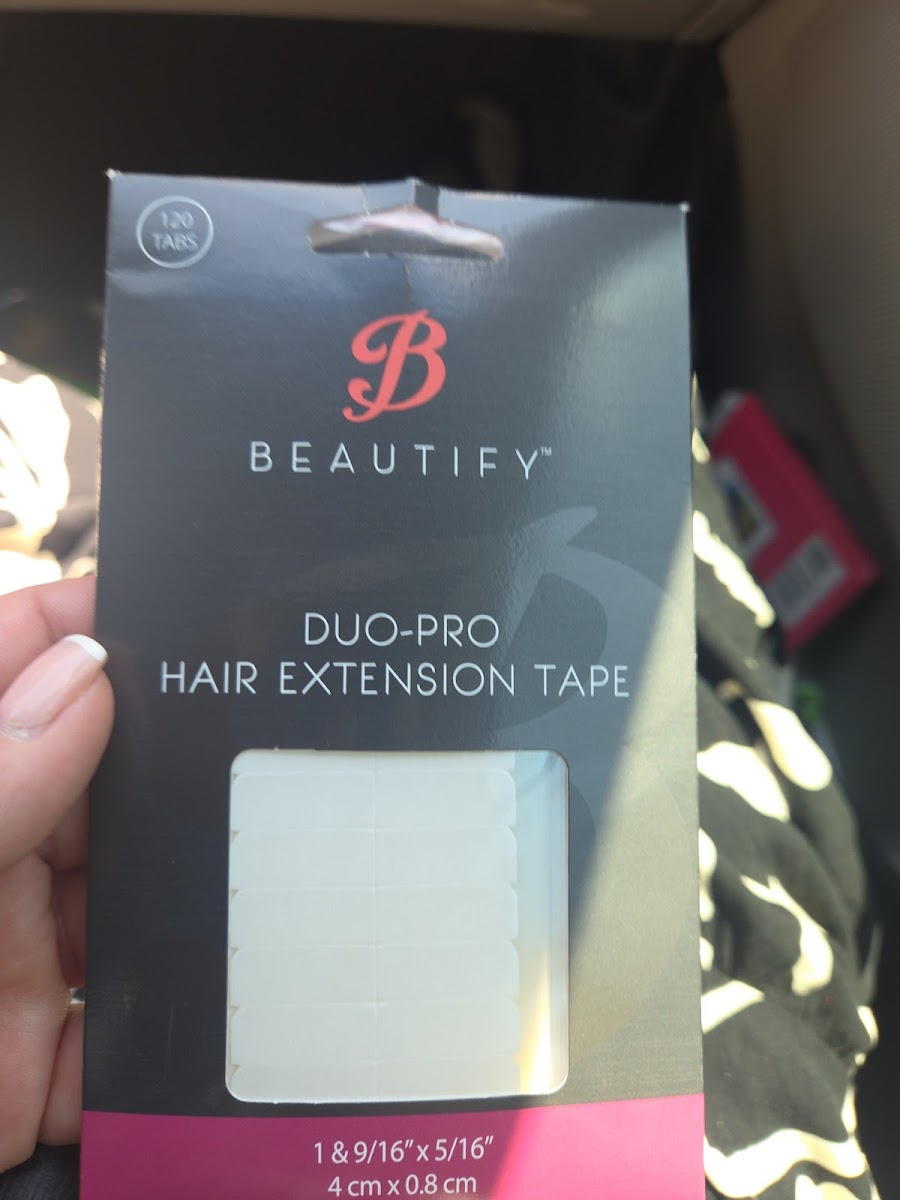 120
TABS
B
BEAUTIFY™
DUO-PRO
HAIR EXTENSION TAPE
1 & 9/16" x 5/16"
4 cm x 0.8 cm